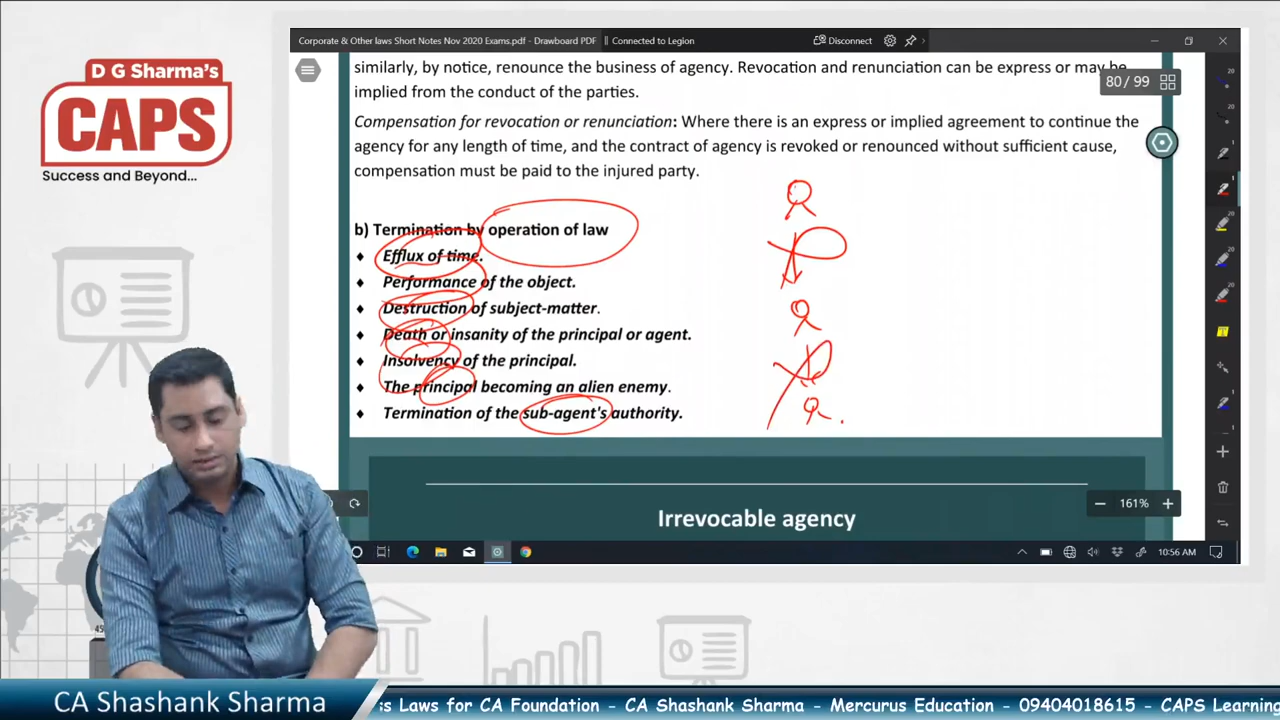 D G Sharma's
CAPS
Success and Beyond...
Corporate & Other laws Short Notes Nov 2020 Exams.pdf - Drawboard PDF
Connected to Legion
Disconnect
80 / 99
similarly, by notice, renounce the business of agency. Revocation and renunciation can be express or may be
implied from the conduct of the parties.
Compensation for revocation or renunciation: Where there is an express or implied agreement to continue the
agency for any length of time, and the contract of agency is revoked or renounced without sufficient cause,
compensation must be paid to the injured party.
b) Termination by operation of law
♦ Efflux of time.
♦ Performance of the object.
♦ Destruction of subject-matter.
♦ Death or insanity of the principal or agent.
♦ Insolvency of the principal.
♦ The principal becoming an alien enemy.
♦ Termination of the sub-agent's authority.
Irrevocable agency
161%
10:56 AM
CA Shashank Sharma
ss Laws for CA Foundation - CA Shashank Sharma - Mercurus Education - 09404018615 - CAPS Learning